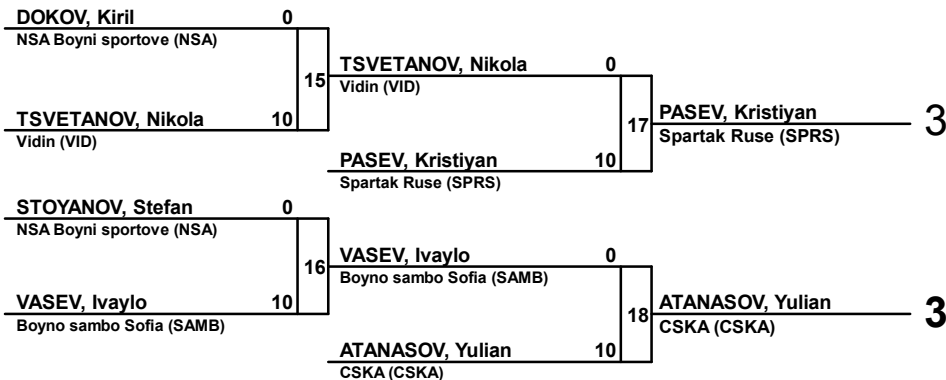 DOKOV, Kiril 0
NSA Boyni sportove (NSA)
15
TSVETANOV, Nikola 0
Vidin (VID)
TSVETANOV, Nikola 10
Vidin (VID)
17
PASEV, Kristiyan 3
Spartak Ruse (SPRS)
PASEV, Kristiyan 10
Spartak Ruse (SPRS)
STOYANOV, Stefan 0
NSA Boyni sportove (NSA)
16
VASEV, Ivaylo 0
Boyno sambo Sofia (SAMB)
VASEV, Ivaylo 10
Boyno sambo Sofia (SAMB)
18
ATANASOV, Yulian 3
CSKA (CSKA)
ATANASOV, Yulian 10
CSKA (CSKA)